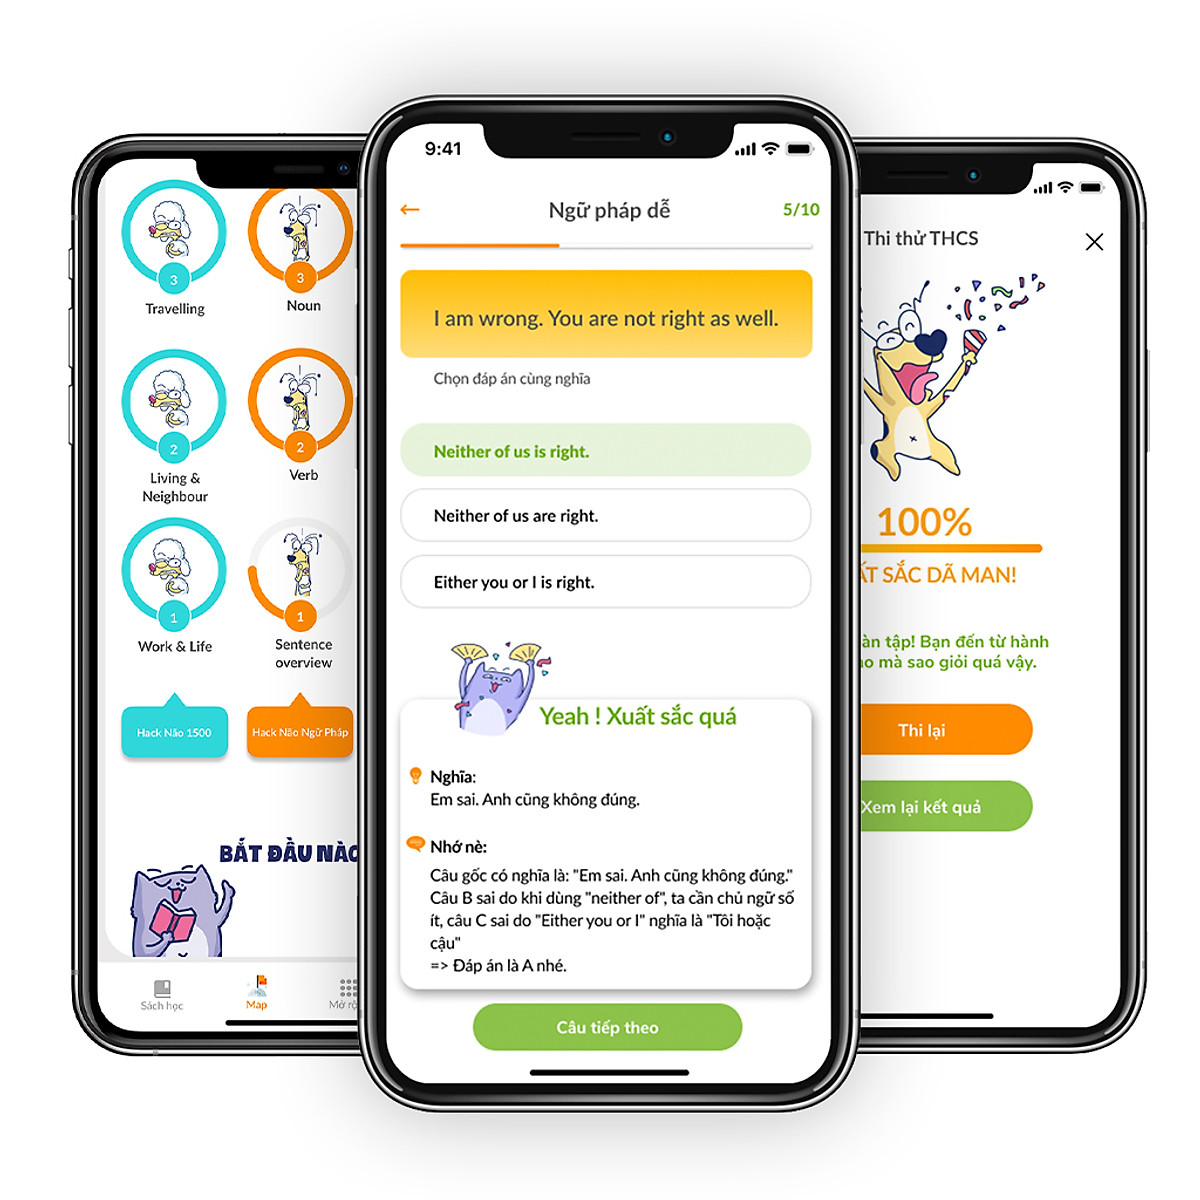 3
Travelling
3
Noun
2
Living &
Neighbour
2
Verb
1
Work & Life
1
Sentence
overview
Hack Não 1500
Hack Não Ngữ Pháp
BẮT ĐẦU NÀO
Sách học
Map
Mở
9:41
Ngữ pháp dễ
5/10
I am wrong. You are not right as well.
Chọn đáp án cùng nghĩa
Neither of us is right.
Neither of us are right.
Either you or I is right.
Yeah ! Xuất sắc quá
Nghĩa:
Em sai. Anh cũng không đúng.
Nhớ nè:
Câu gốc có nghĩa là: "Em sai. Anh cũng không đúng."
Câu B sai do khi dùng "neither of", ta cần chủ ngữ số
ít, câu C sai do "Either you or I" nghĩa là "Tôi hoặc
cậu"
=> Đáp án là A nhé.
Câu tiếp theo
Thi thử THCS
100%
SẮC DÃ MAN!
tập! Bạn đến từ hành
mà sao giỏi quá vậy.
Thi lại
Xem lại kết quả